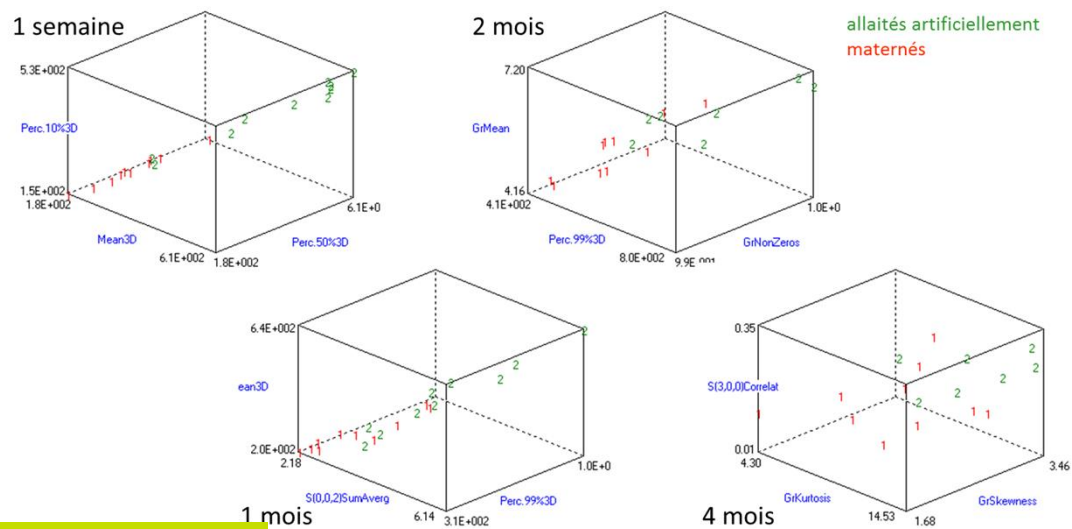 1 semaine
5.3E+002
Perc.10%3D
1.5E+002
1.8E+002
Mean3D
6.1E+002
1.8E+002
Perc.50%3D
6.1E+0
2 mois
7.20
GrMean
4.16
4.1E+002
Perc.99%3D
8.0E+002
9.9E
GrNonZeros
1.0E+0
allaités artificiellement
maternés
6.4E+002
ean3D
2.0E+002
2.18
S(0,0,2)SumAverg
6.14
3.1E+002
Perc.99%3D
1.0E+0
1 mois
0.35
S(3,0,0)Correlat
0.01
4.30
GrKurtosis
14.53
1.68
GrSkewness
3.46
4 mois